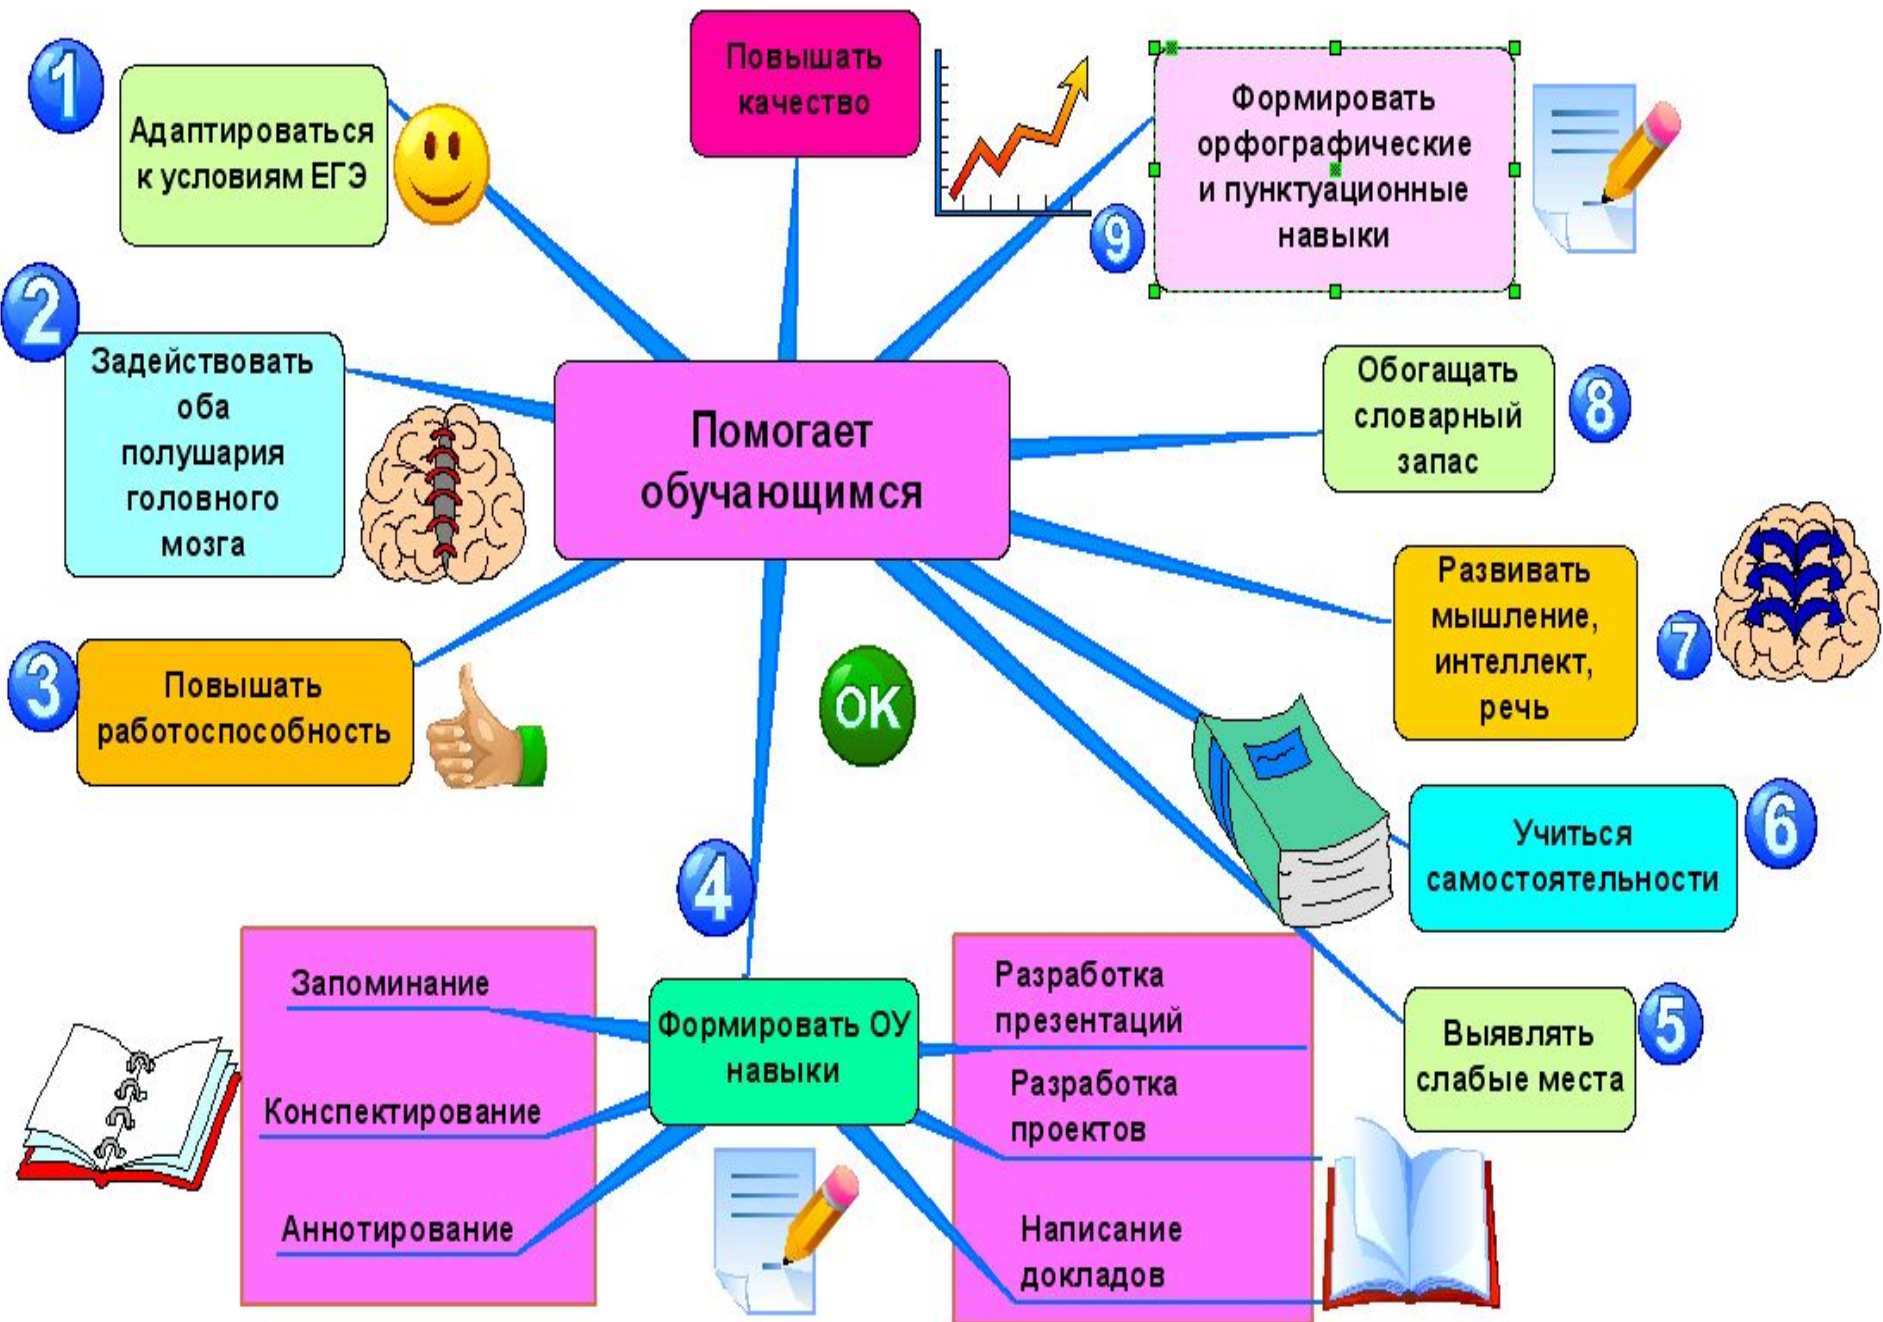 1
Адаптироваться
к условиям ЕГЭ
Повышать
качество
9
Формировать
орфографические
и пунктуационные
навыки
2
Задействовать
оба
полушария
головного
мозга
Помогает
обучающимся
Обогащать
словарный
запас
8
Развивать
мышление,
интеллект,
речь
7
3
Повышать
работоспособность
OK
Учиться
самостоятельности
6
4
Формировать ОУ
навыки
Запоминание
Конспектирование
Аннотирование
Разработка
презентаций
Разработка
проектов
Написание
докладов
Выявлять
слабые места
5